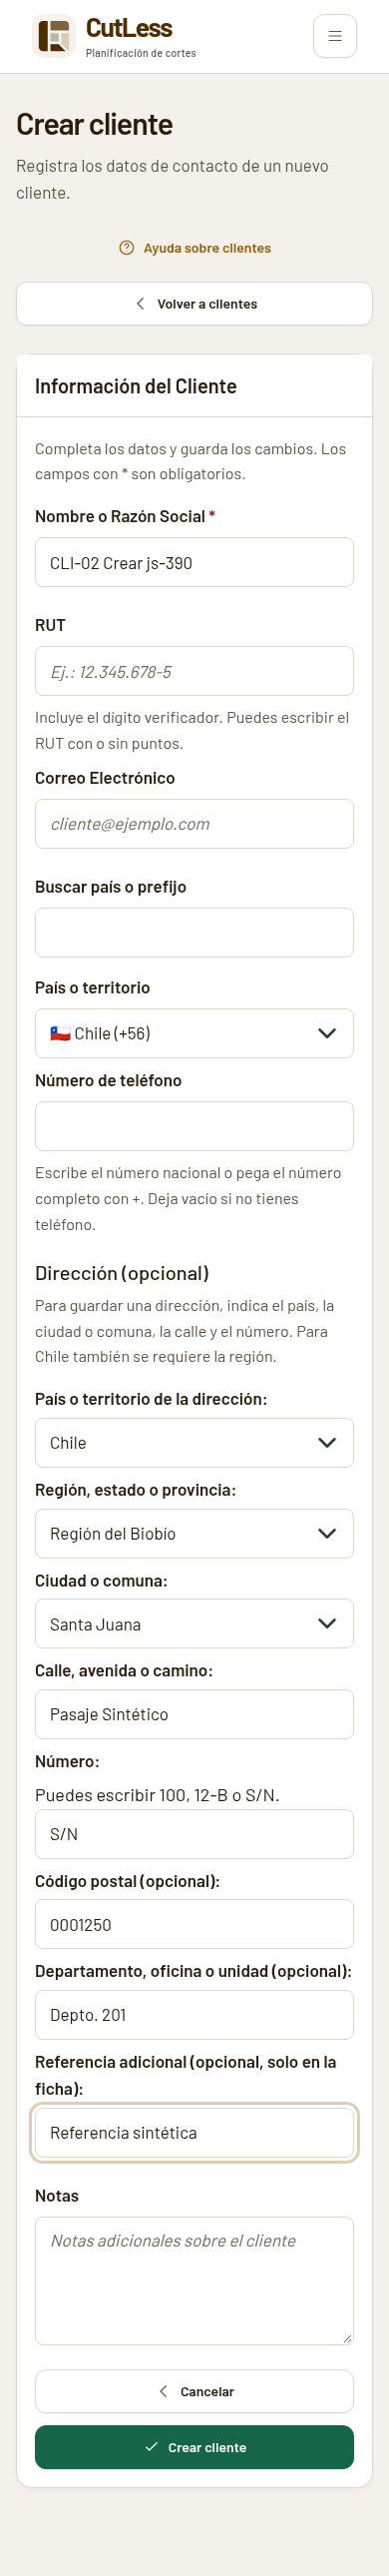 CutLess
Planificación de cortes
Crear cliente
Registra los datos de contacto de un nuevo
cliente.
Ayuda sobre clientes
Volver a clientes
Información del Cliente
Completa los datos y guarda los cambios. Los
campos con * son obligatorios.
Nombre o Razón Social *
CLI-02 Crear js-390
RUT
Ej.: 12.345.678-5
Incluye el dígito verificador. Puedes escribir el
RUT con o sin puntos.
Correo Electrónico
cliente@ejemplo.com
Buscar país o prefijo
País o territorio
🇨🇱 Chile (+56)
Número de teléfono
Escribe el número nacional o pega el número
completo con +. Deja vacío si no tienes
teléfono.
Dirección (opcional)
Para guardar una dirección, indica el país, la
ciudad o comuna, la calle y el número. Para
Chile también se requiere la región.
País o territorio de la dirección:
Chile
Región, estado o provincia:
Región del Biobío
Ciudad o comuna:
Santa Juana
Calle, avenida o camino:
Pasaje Sintético
Número:
Puedes escribir 100, 12-B o S/N.
S/N
Código postal (opcional):
0001250
Departamento, oficina o unidad (opcional):
Depto. 201
Referencia adicional (opcional, solo en la
ficha):
Referencia sintética
Notas
Notas adicionales sobre el cliente
Cancelar
Crear cliente